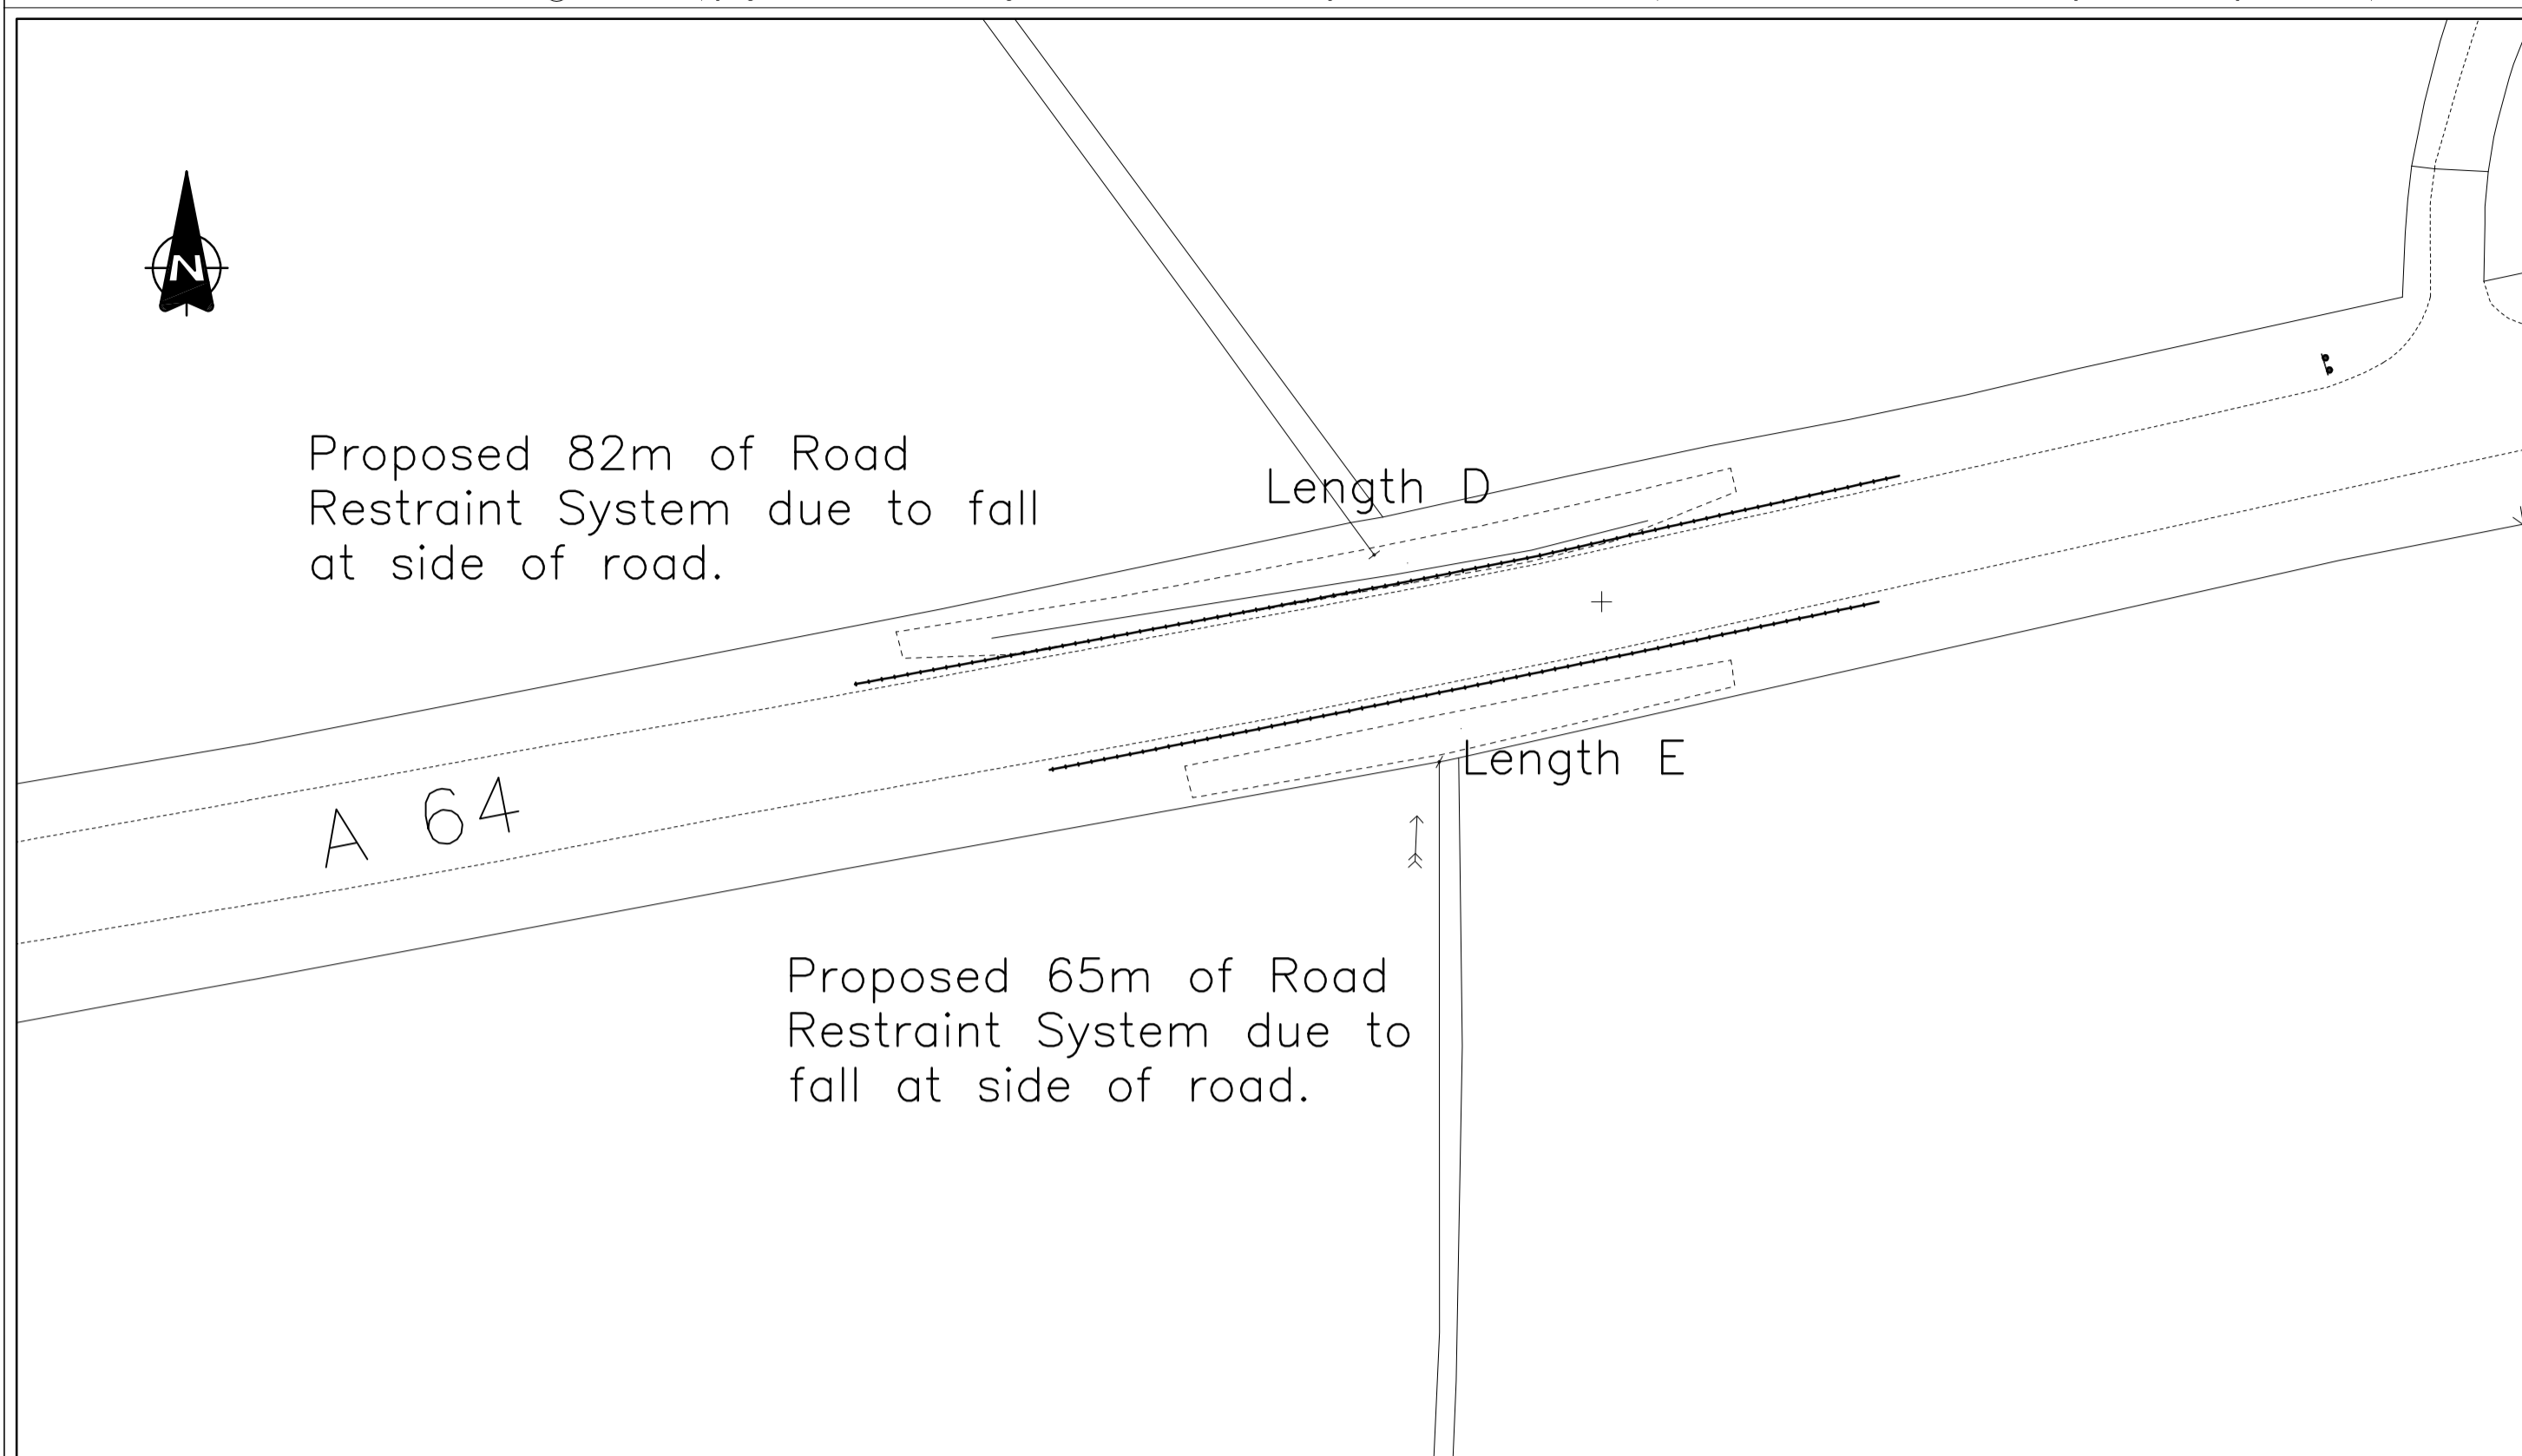 N
Proposed 82m of Road
Restraint System due to fall
at side of road.
Length D
Length E
A 64
Proposed 65m of Road
Restraint System due to
fall at side of road.